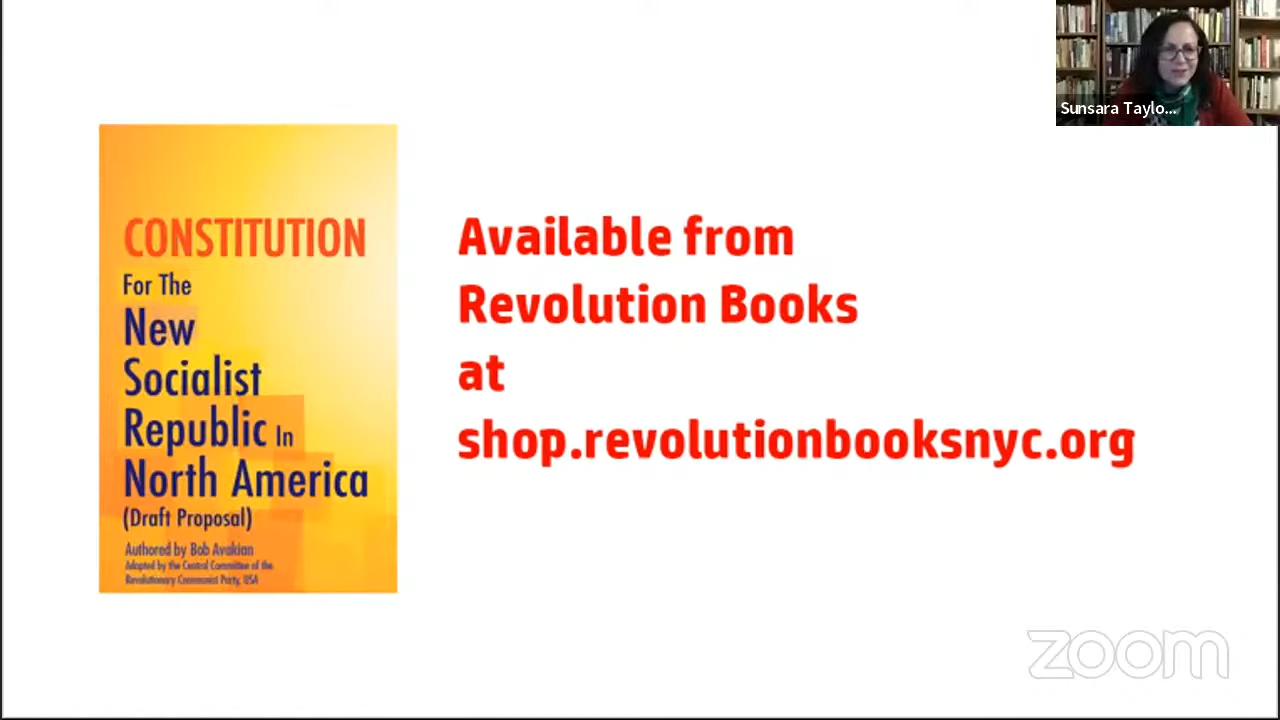 Sunsara Taylo...
CONSTITUTION
For The
New
Socialist
Republic In
North America
(Draft Proposal)
Authored by Bob Avakian
Adopted by the Central Committee of the
Revolutionary Communist Party, USA
Available from
Revolution Books
at
shop.revolutionbooksnyc.org
zoom